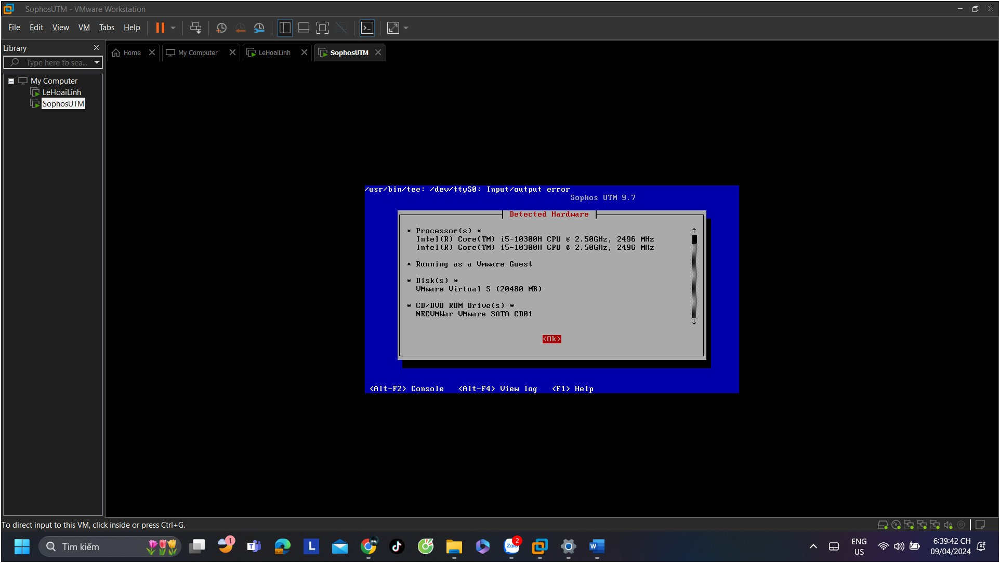 SophosUTM - VMware Workstation
File Edit View VM Tabs Help
Library
Home
My Computer
LeHoaiLinh
SophosUTM
Type here to sea...
My Computer
LeHoaiLinh
SophosUTM
/usr/bin/tee: /dev/ttyS0: Input/output error
Sophos UTM 9.7
Detected Hardware
* Processor(s) *
Intel(R) Core(TM) i5-10300H CPU @ 2.50GHz, 2496 MHz
Intel(R) Core(TM) i5-10300H CPU @ 2.50GHz, 2496 MHz
* Running as a Vmware Guest
* Disk(s) *
VMware Virtual S (20480 MB)
* CD/DVD ROM Drive(s) *
NECVMWar VMware SATA CD01
<Ok>
<Alt-F2> Console <Alt-F4> View log <F1> Help
To direct input to this VM, click inside or press Ctrl+G.
Tìm kiếm
1
L
Zalo
2
ENG
US
6:39:42 CH
09/04/2024